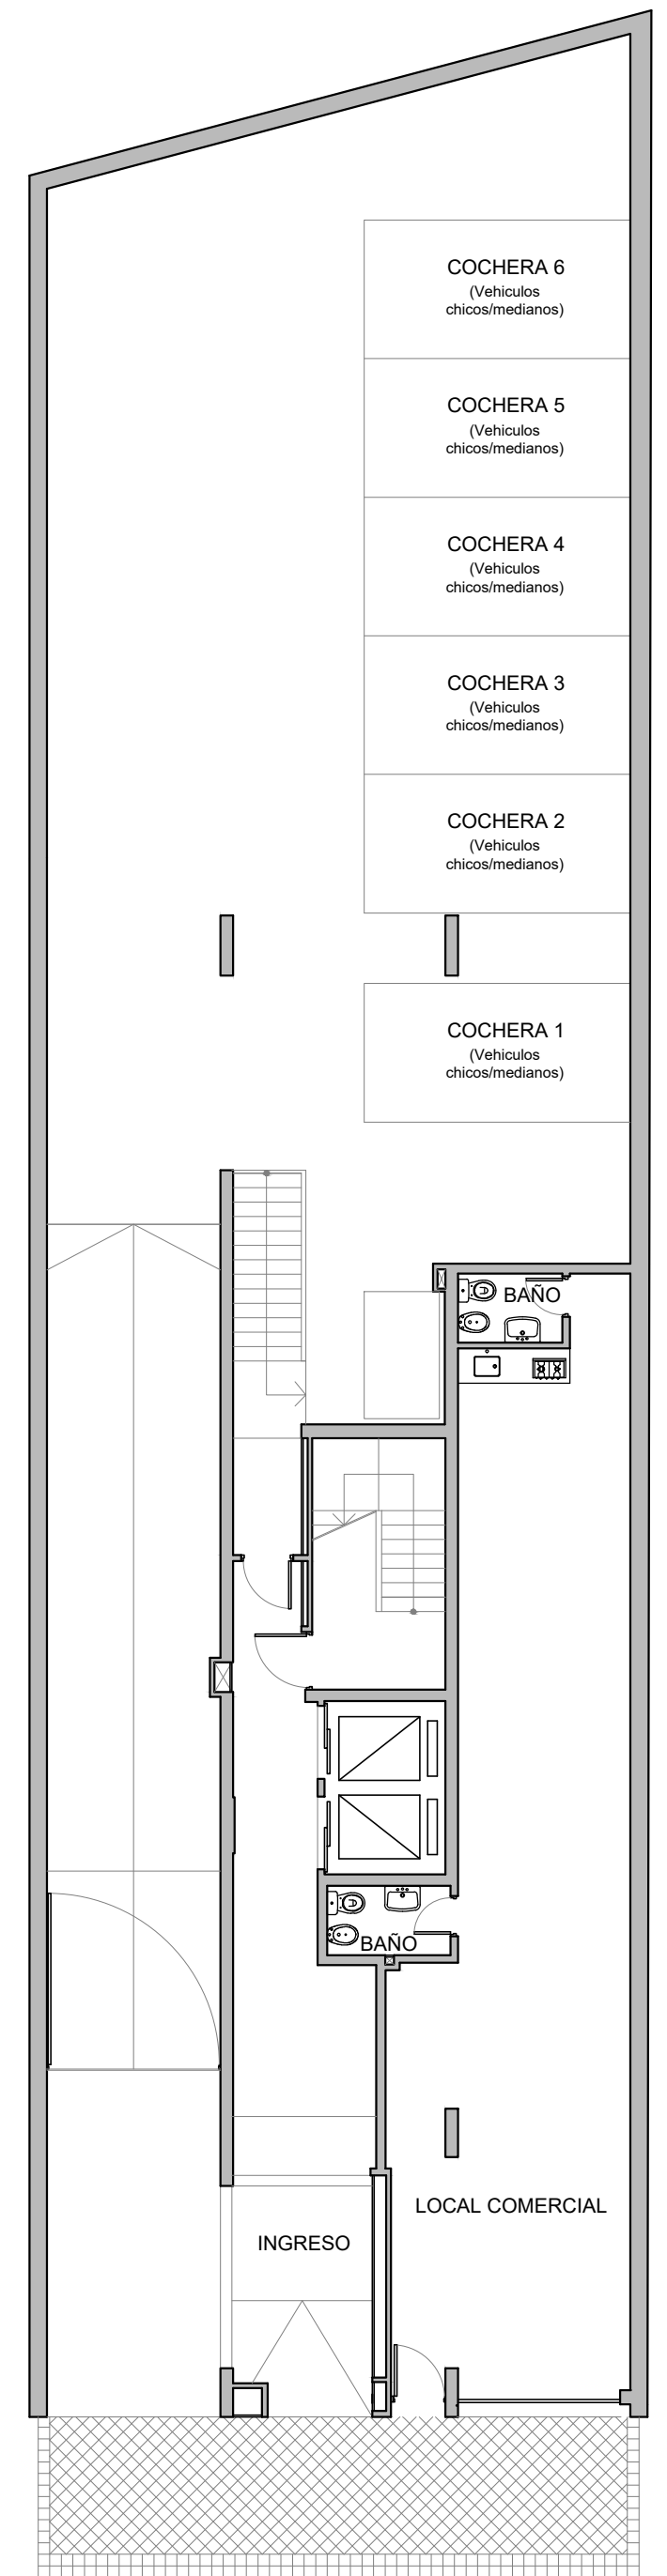 COCHERA 6
(Vehiculos
chicos/medianos)
COCHERA 5
(Vehiculos
chicos/medianos)
COCHERA 4
(Vehiculos
chicos/medianos)
COCHERA 3
(Vehiculos
chicos/medianos)
COCHERA 2
(Vehiculos
chicos/medianos)
COCHERA 1
(Vehiculos
chicos/medianos)
BAÑO
BAÑO
LOCAL COMERCIAL
INGRESO